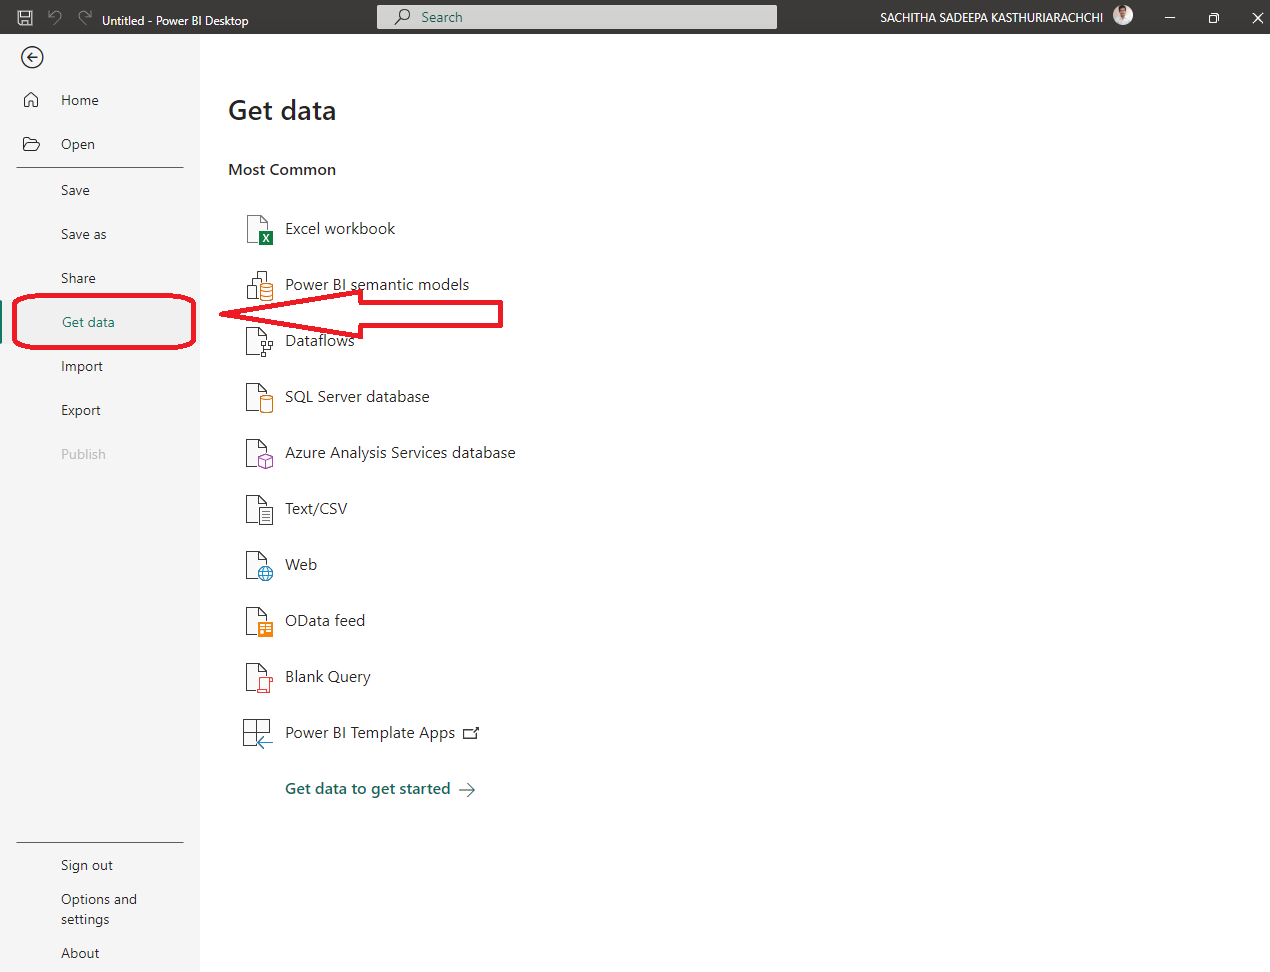 Untitled - Power BI Desktop
Search
SACHITHA SADEEPA KASTHURIARACHCHI
Home
Open
Save
Save as
Share
Get data
Import
Export
Publish
Sign out
Options and
settings
About
Get data
Most Common
Excel workbook
Power BI semantic models
Dataflows
SQL Server database
Azure Analysis Services database
Text/CSV
Web
OData feed
Blank Query
Power BI Template Apps
Get data to get started